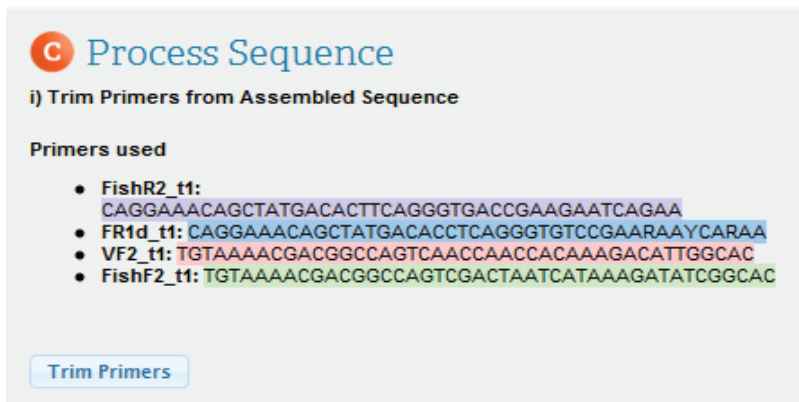 C Process Sequence
i) Trim Primers from Assembled Sequence
Primers used
• FishR2_t1:
CAGGAAACAGCTATGACACTTCAGGGTGACCGAAGAATCAGAA
• FR1d_t1: CAGGAAACAGCTATGACACCTCAGGGTGTCCGAARAAYCARAA
• VF2_t1: TGTAAAACGACGGCCAGTCAACCAACCACAAAGACATTGGCAC
• FishF2_t1: TGTAAAACGACGGCCAGTCGACTAATCATAAAGATATCGGCAC
Trim Primers